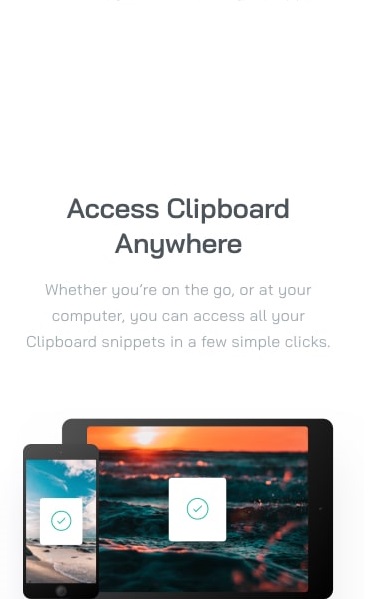 Access Clipboard
Anywhere
Whether you’re on the go, or at your
computer, you can access all your
Clipboard snippets in a few simple clicks.